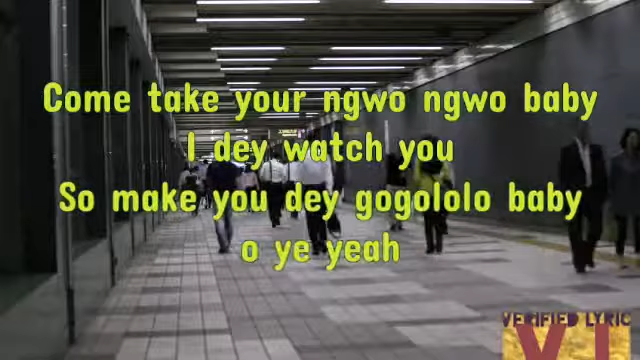 Come take your ngwo ngwo baby
I dey watch you
So make you dey gogololo baby
o ye yeah
VERIFIED LYRIC
VL